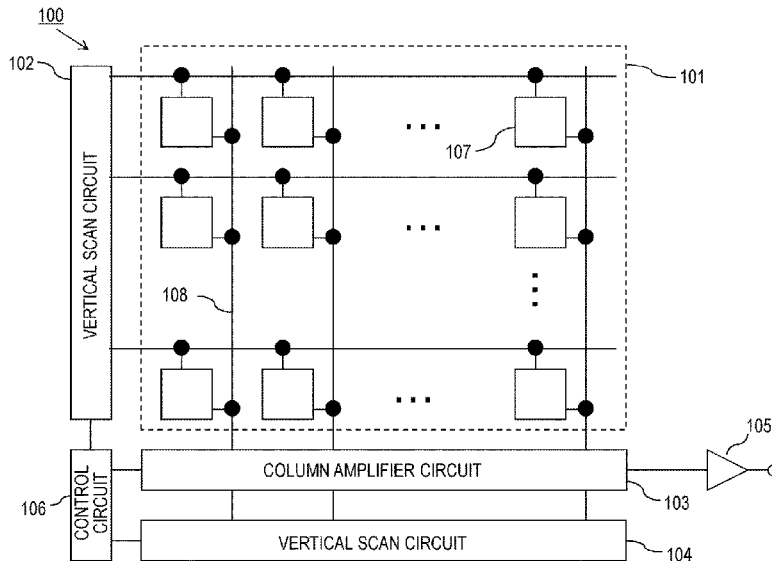 100
102
101
VERTICAL SCAN CIRCUIT
107
108
105
CONTROL
CIRCUIT
106
COLUMN AMPLIFIER CIRCUIT
103
VERTICAL SCAN CIRCUIT
104